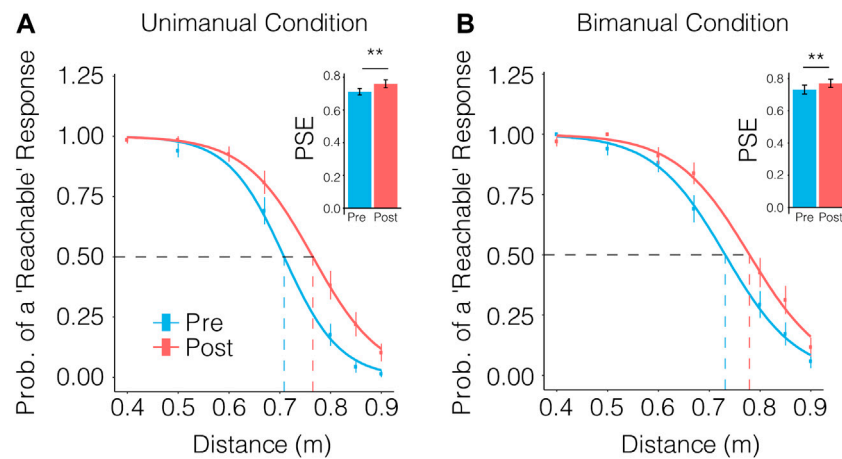 A
Unimanual Condition
Prob. of a 'Reachable' Response
1.25
1.00
0.75
0.50
0.25
0.00
0.4 0.5 0.6 0.7 0.8 0.9
Distance (m)
Pre
Post
PSE
0.8
0.6
0.4
0.2
0.0
**
Pre Post
B
Bimanual Condition
Prob. of a 'Reachable' Response
1.25
1.00
0.75
0.50
0.25
0.00
0.4 0.5 0.6 0.7 0.8 0.9
Distance (m)
PSE
0.8
0.6
0.4
0.2
0.0
**
Pre Post